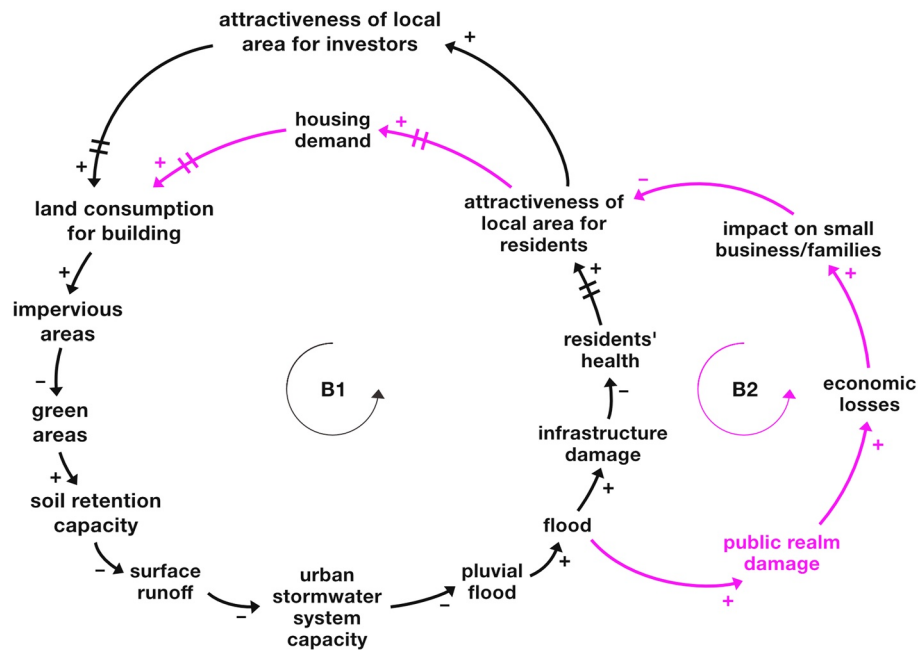 attractiveness of local
area for investors
+
housing
demand
+
+
+
attractiveness of
local area for
residents
–
impact on small
business/families
+
land consumption
for building
+
impervious
areas
–
green
areas
+
soil retention
capacity
–
surface
runoff
–
urban
stormwater
system
capacity
–
pluvial
flood
+
flood
+
infrastructure
damage
–
residents'
health
+
B1
B2
economic
losses
+
public realm
damage
+